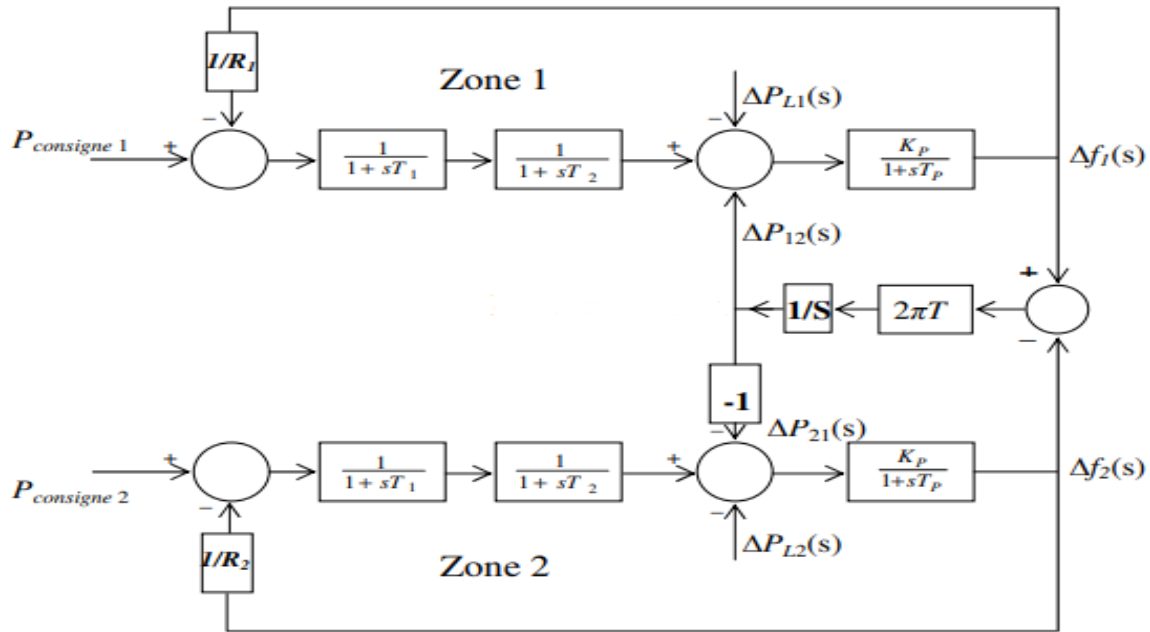 1/R1
Zone 1
ΔPL1(s)
−
−
Pconsigne 1
+
1
1 + sT1
1
1 + sT2
+
KP
1+sTP
Δf1(s)
ΔP12(s)
+
1/S
2πT
−
-1
−
ΔP21(s)
+
Pconsigne 2
1
1 + sT1
1
1 + sT2
+
KP
1+sTP
Δf2(s)
−
−
1/R2
ΔPL2(s)
Zone 2